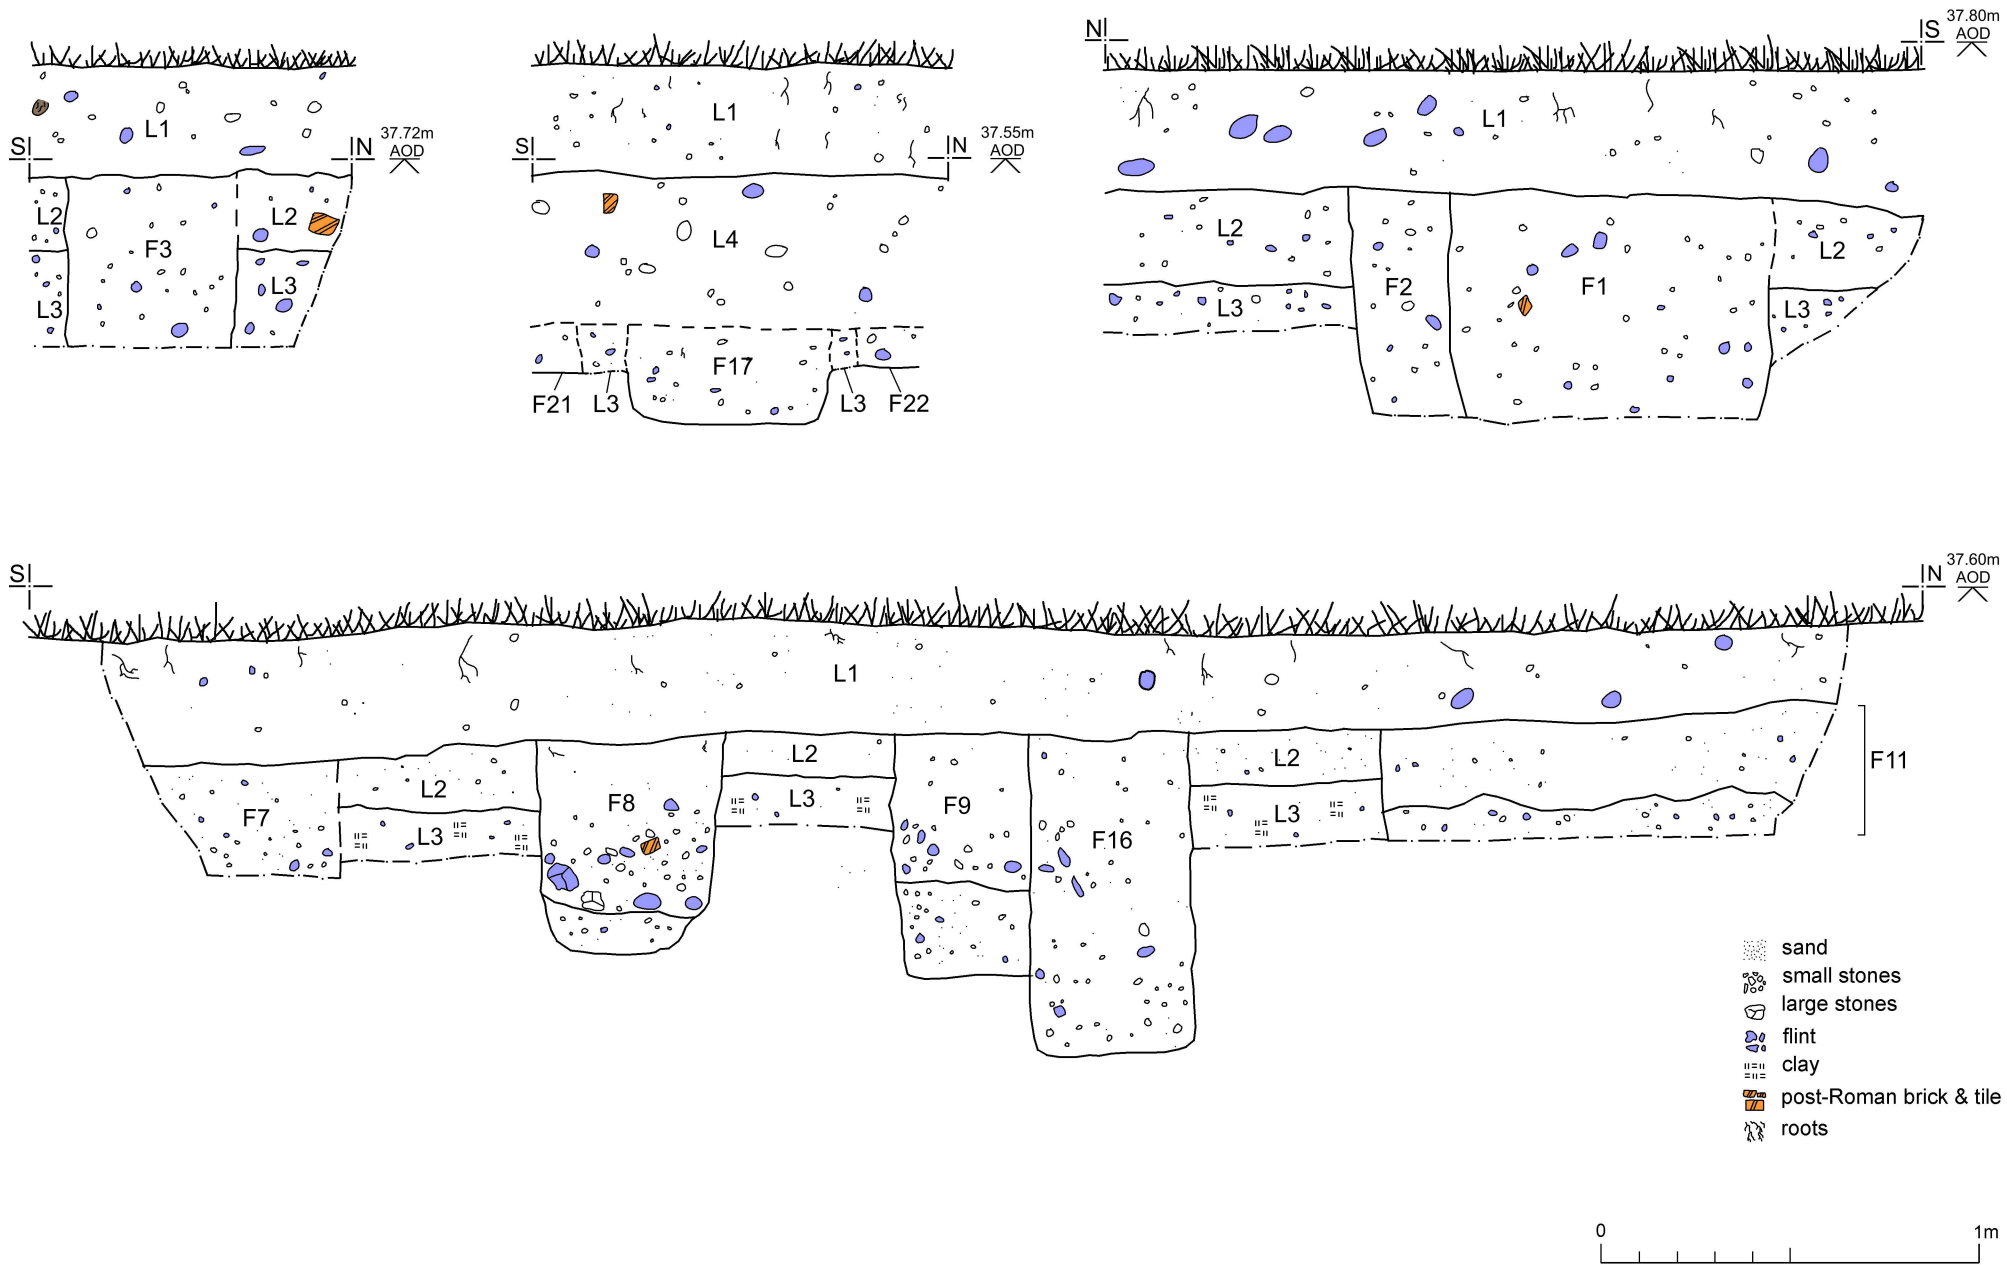 S
N
37.72m
AOD
L1
L2
F3
L2
L3
L3
S
N
37.55m
AOD
L1
L4
F17
F21
L3
L3
F22
N
S
37.80m
AOD
L1
L2
F2
F1
L2
L3
L3
S
N
37.60m
AOD
L1
F7
L2
L3
F8
L2
L3
F9
F16
L2
L3
F11
sand
small stones
large stones
flint
clay
post-Roman brick & tile
roots
0
1m